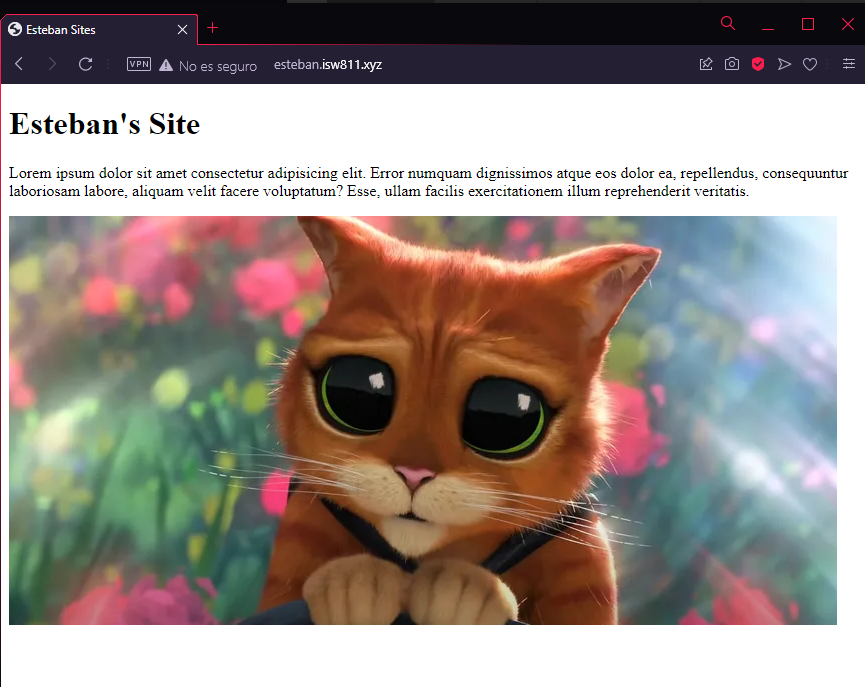 Esteban Sites
VPN
No es seguro
esteban.isw811.xyz
Esteban's Site
Lorem ipsum dolor sit amet consectetur adipisicing elit. Error numquam dignissimos atque eos dolor ea, repellendus, consequuntur
laboriosam labore, aliquam velit facere voluptatum? Esse, ullam facilis exercitationem illum reprehenderit veritatis.